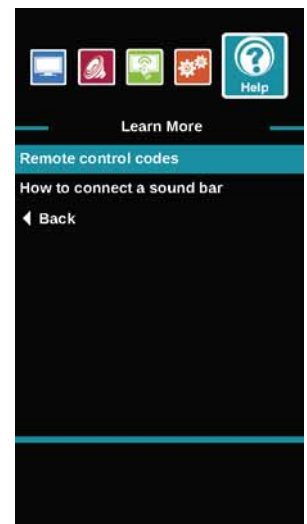 Help
Learn More
Remote control codes
How to connect a sound bar
Back